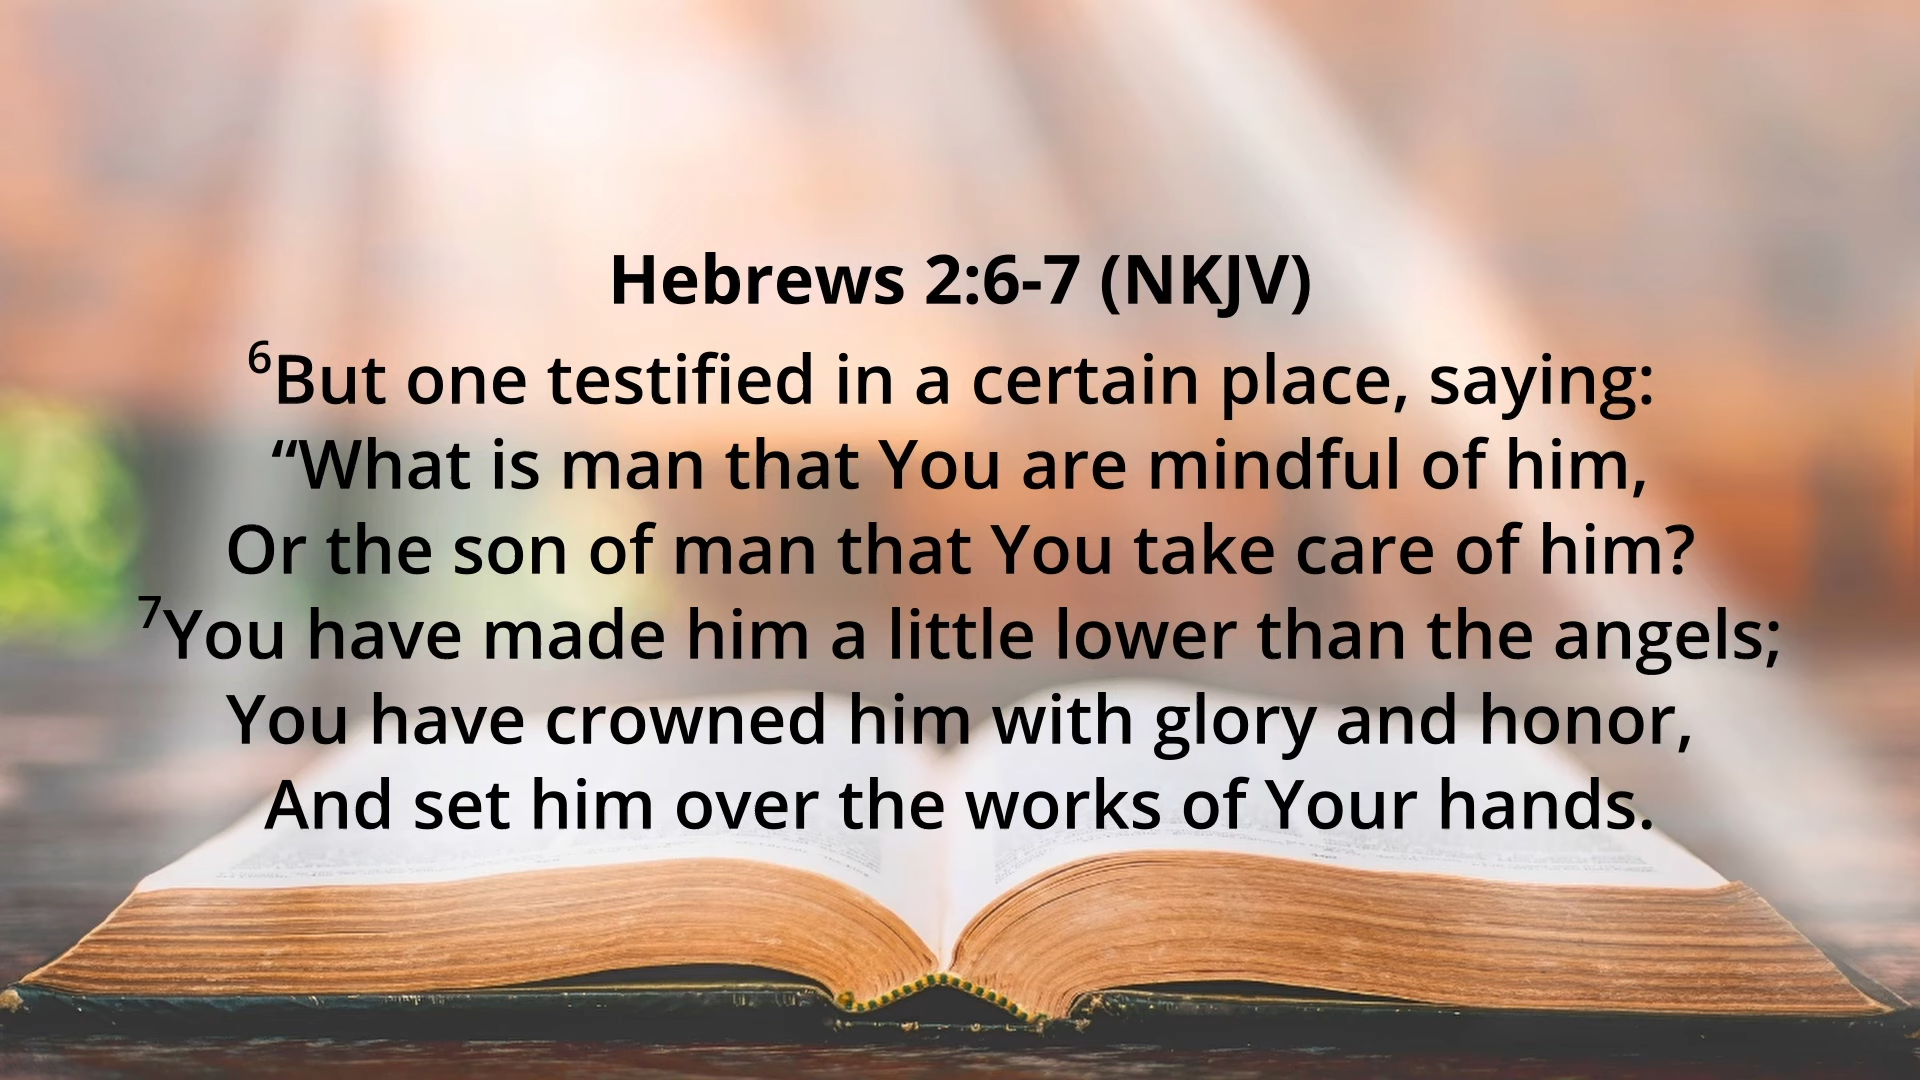 Hebrews 2:6-7 (NKJV)
⁶But one testified in a certain place, saying:
“What is man that You are mindful of him,
Or the son of man that You take care of him?
⁷You have made him a little lower than the angels;
You have crowned him with glory and honor,
And set him over the works of Your hands.